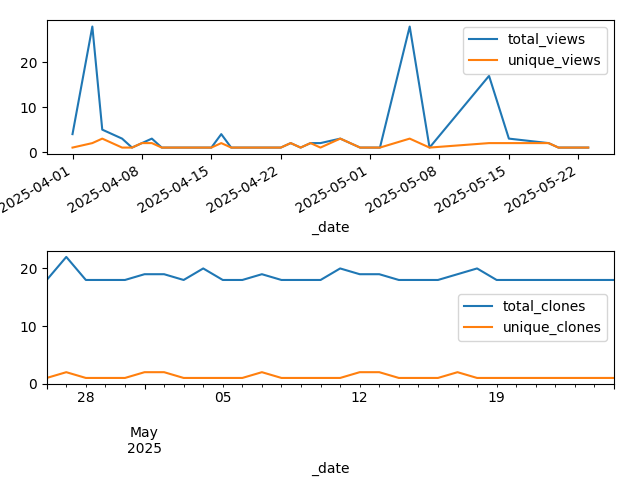 total_views
unique_views
20
10
0
2025-04-01
2025-04-08
2025-04-15
2025-04-22
2025-05-01
2025-05-08
2025-05-15
2025-05-22
_date
20
10
0
total_clones
unique_clones
28
05
12
19
May
2025
_date